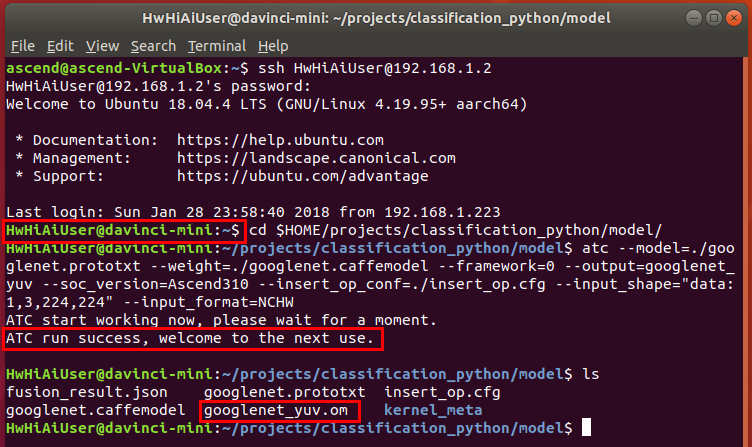 HwHiAiUser@davinci-mini: ~/projects/classification_python/model
File Edit View Search Terminal Help
ascend@ascend-VirtualBox:~$ ssh HwHiAiUser@192.168.1.2
HwHiAiUser@192.168.1.2's password:
Welcome to Ubuntu 18.04.4 LTS (GNU/Linux 4.19.95+ aarch64)
* Documentation:  https://help.ubuntu.com
* Management:     https://landscape.canonical.com
* Support:        https://ubuntu.com/advantage
Last login: Sun Jan 28 23:58:40 2018 from 192.168.1.223
HwHiAiUser@davinci-mini:~$ cd $HOME/projects/classification_python/model/
HwHiAiUser@davinci-mini:~/projects/classification_python/model$ atc --model=./goo
glenet.prototxt --weight=./googlenet.caffemodel --framework=0 --output=googlenet_
yuv --soc_version=Ascend310 --insert_op_conf=./insert_op.cfg --input_shape="data:
1,3,224,224" --input_format=NCHW
ATC start working now, please wait for a moment.
ATC run success, welcome to the next use.
HwHiAiUser@davinci-mini:~/projects/classification_python/model$ ls
fusion_result.json    googlenet.prototxt  insert_op.cfg
googlenet.caffemodel  googlenet_yuv.om    kernel_meta
HwHiAiUser@davinci-mini:~/projects/classification_python/model$